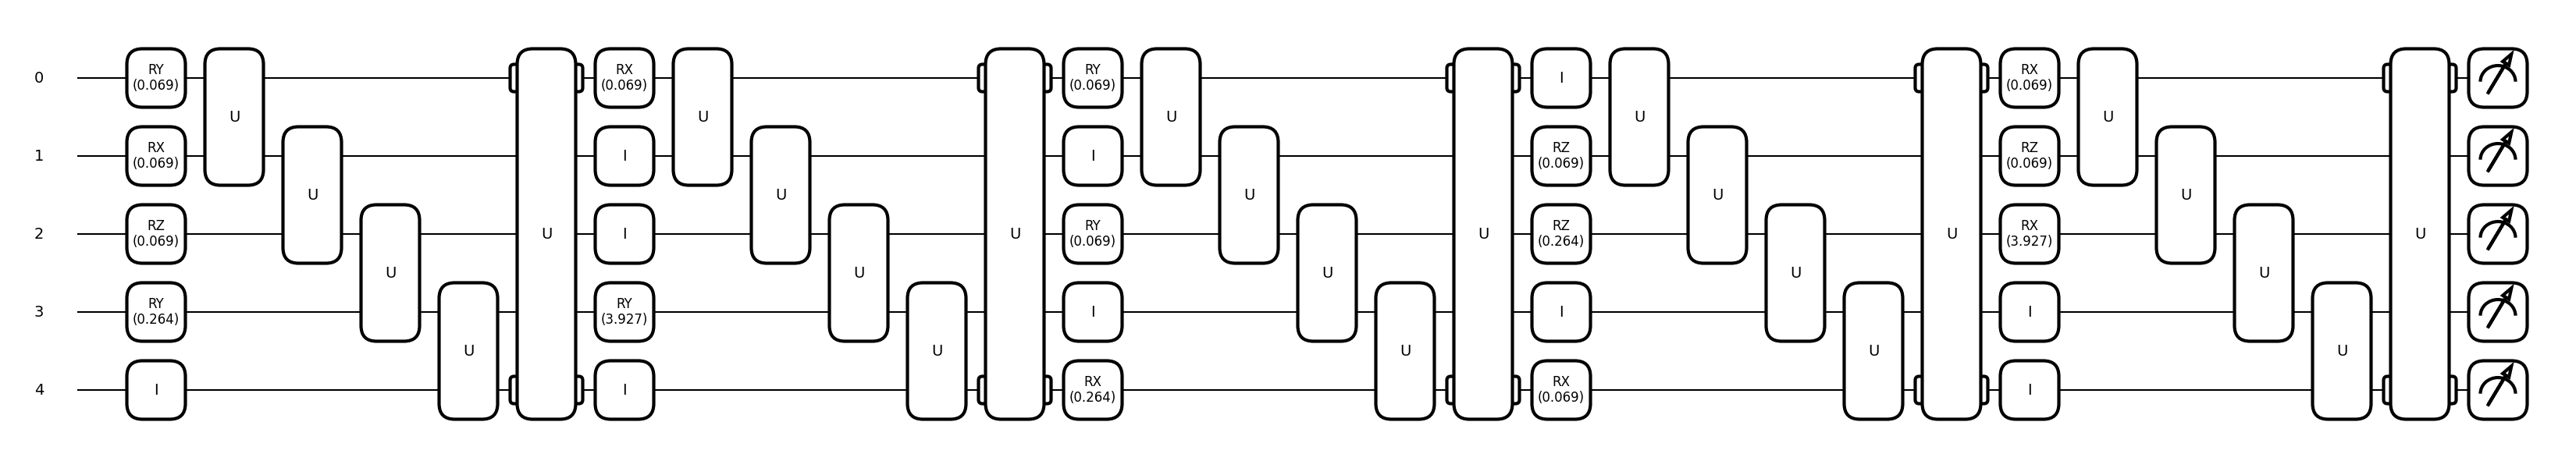 0 RY RX RY I RX
(0.069) (0.069) (0.069) (0.069)
U U U U U
1 RX I I RZ RZ
(0.069) (0.069) (0.069)
U U U U U
2 RZ I RY RZ RX
(0.069) U (0.069) U (0.264) U (3.927) U U
U U U U U
3 RY RY I I I
(0.264) (3.927)
U U U U U
4 I I RX RX I
(0.264) (0.069)